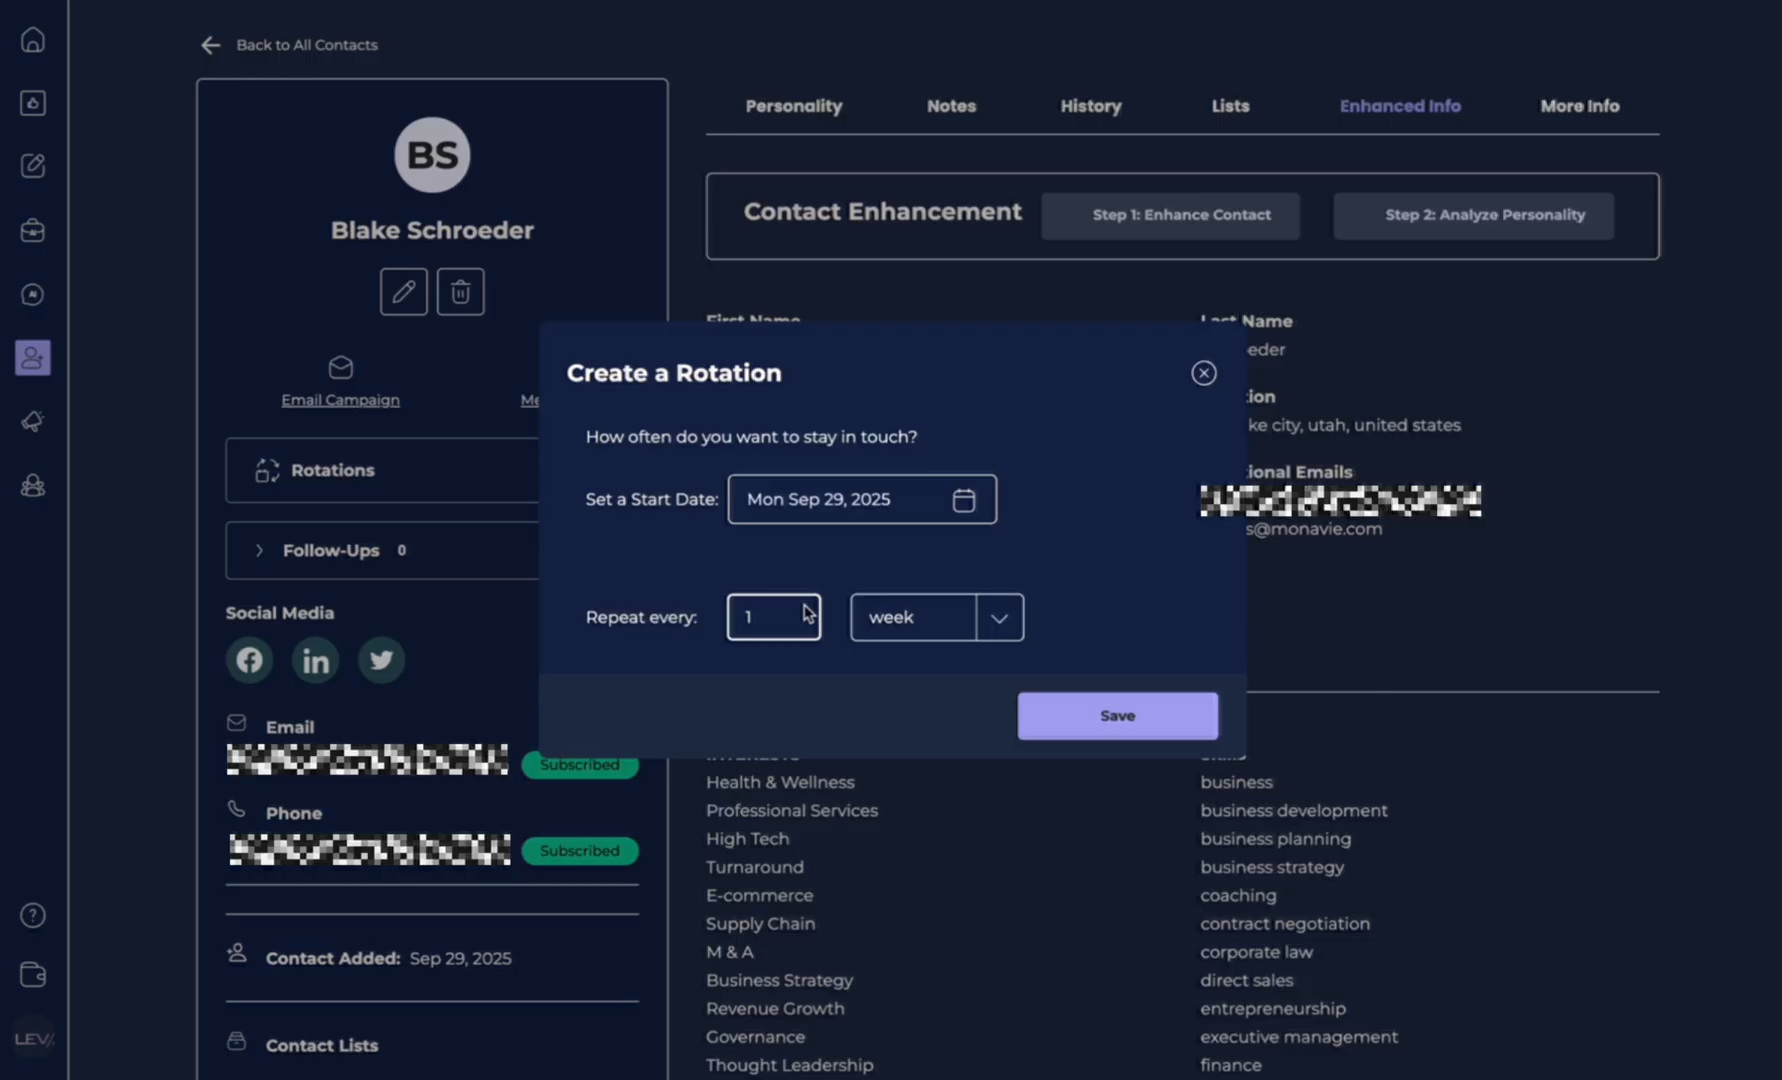 Back to All Contacts
BS
Blake Schroeder
Email Campaign
Me
Rotations
Follow-Ups 0
Social Media
Email
Subscribed
Phone
Subscribed
Contact Added: Sep 29, 2025
Contact Lists
LEV
Personality Notes History Lists Enhanced Info More Info
Contact Enhancement Step 1: Enhance Contact Step 2: Analyze Personality
First Name
Last Name
eder
tion
ke city, utah, united states
ional Emails
s@monavie.com
Create a Rotation
How often do you want to stay in touch?
Set a Start Date: Mon Sep 29, 2025
Repeat every: 1 week
Save
Health & Wellness
Professional Services
High Tech
Turnaround
E-commerce
Supply Chain
M & A
Business Strategy
Revenue Growth
Governance
Thought Leadership
business
business development
business planning
business strategy
coaching
contract negotiation
corporate law
direct sales
entrepreneurship
executive management
finance